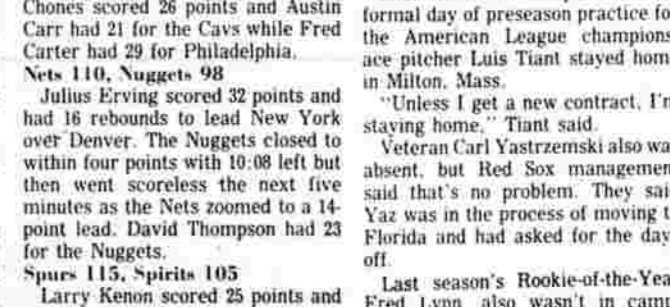 Chones scored 26 points and Austin
Carr had 21 for the Cavs while Fred
Carter had 29 for Philadelphia.
Nets 110, Nuggets 98
Julius Erving scored 32 points and
had 16 rebounds to lead New York
over Denver. The Nuggets closed to
within four points with 10:08 left but
then went scoreless the next five
minutes as the Nets zoomed to a 14-
point lead. David Thompson had 23
for the Nuggets.
Spurs 115, Spirits 105
Larry Kenon scored 25 points and
formal day of preseason practice fo
the American League champions
ace pitcher Luis Tiant stayed hom
in Milton, Mass.
"Unless I get a new contract, I'm
staying home," Tiant said.
Veteran Carl Yastrzemski also wa
absent, but Red Sox managemen
said that's no problem. They sai
Yaz was in the process of moving
Florida and had asked for the day
off.
Last season's Rookie-of-the-Yea
Fred Lynn, also wasn't in camp